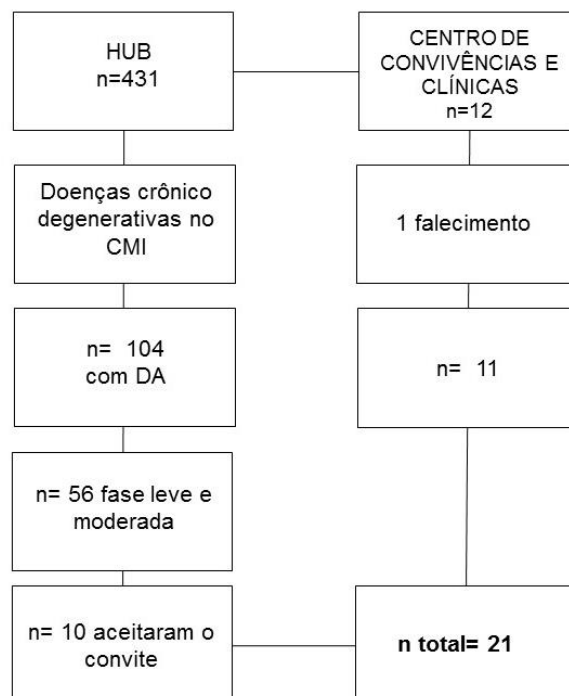 HUB
n=431
CENTRO DE
CONVIVÊNCIAS E
CLÍNICAS
n=12
Doenças crônico
degenerativas no
CMI
1 falecimento
n= 104
com DA
n= 11
n= 56 fase leve e
moderada
n= 10 aceitaram o
convite
n total= 21